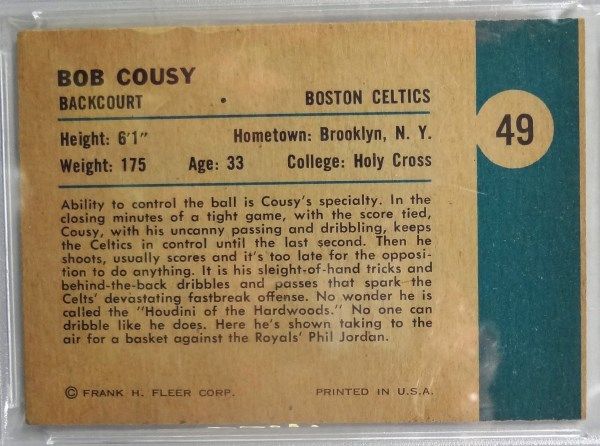 BOB COUSY
BACKCOURT • BOSTON CELTICS
Height: 6'1" Hometown: Brooklyn, N. Y.
Weight: 175 Age: 33 College: Holy Cross
49
Ability to control the ball is Cousy's specialty. In the
closing minutes of a tight game, with the score tied,
Cousy, with his uncanny passing and dribbling, keeps
the Celtics in control until the last second. Then he
shoots, usually scores and it's too late for the opposi-
tion to do anything. It is his sleight-of-hand tricks and
behind-the-back dribbles and passes that spark the
Celts' devastating fastbreak offense. No wonder he is
called the "Houdini of the Hardwoods." No one can
dribble like he does. Here he's shown taking to the
air for a basket against the Royals' Phil Jordan.
© FRANK H. FLEER CORP. PRINTED IN U.S.A.